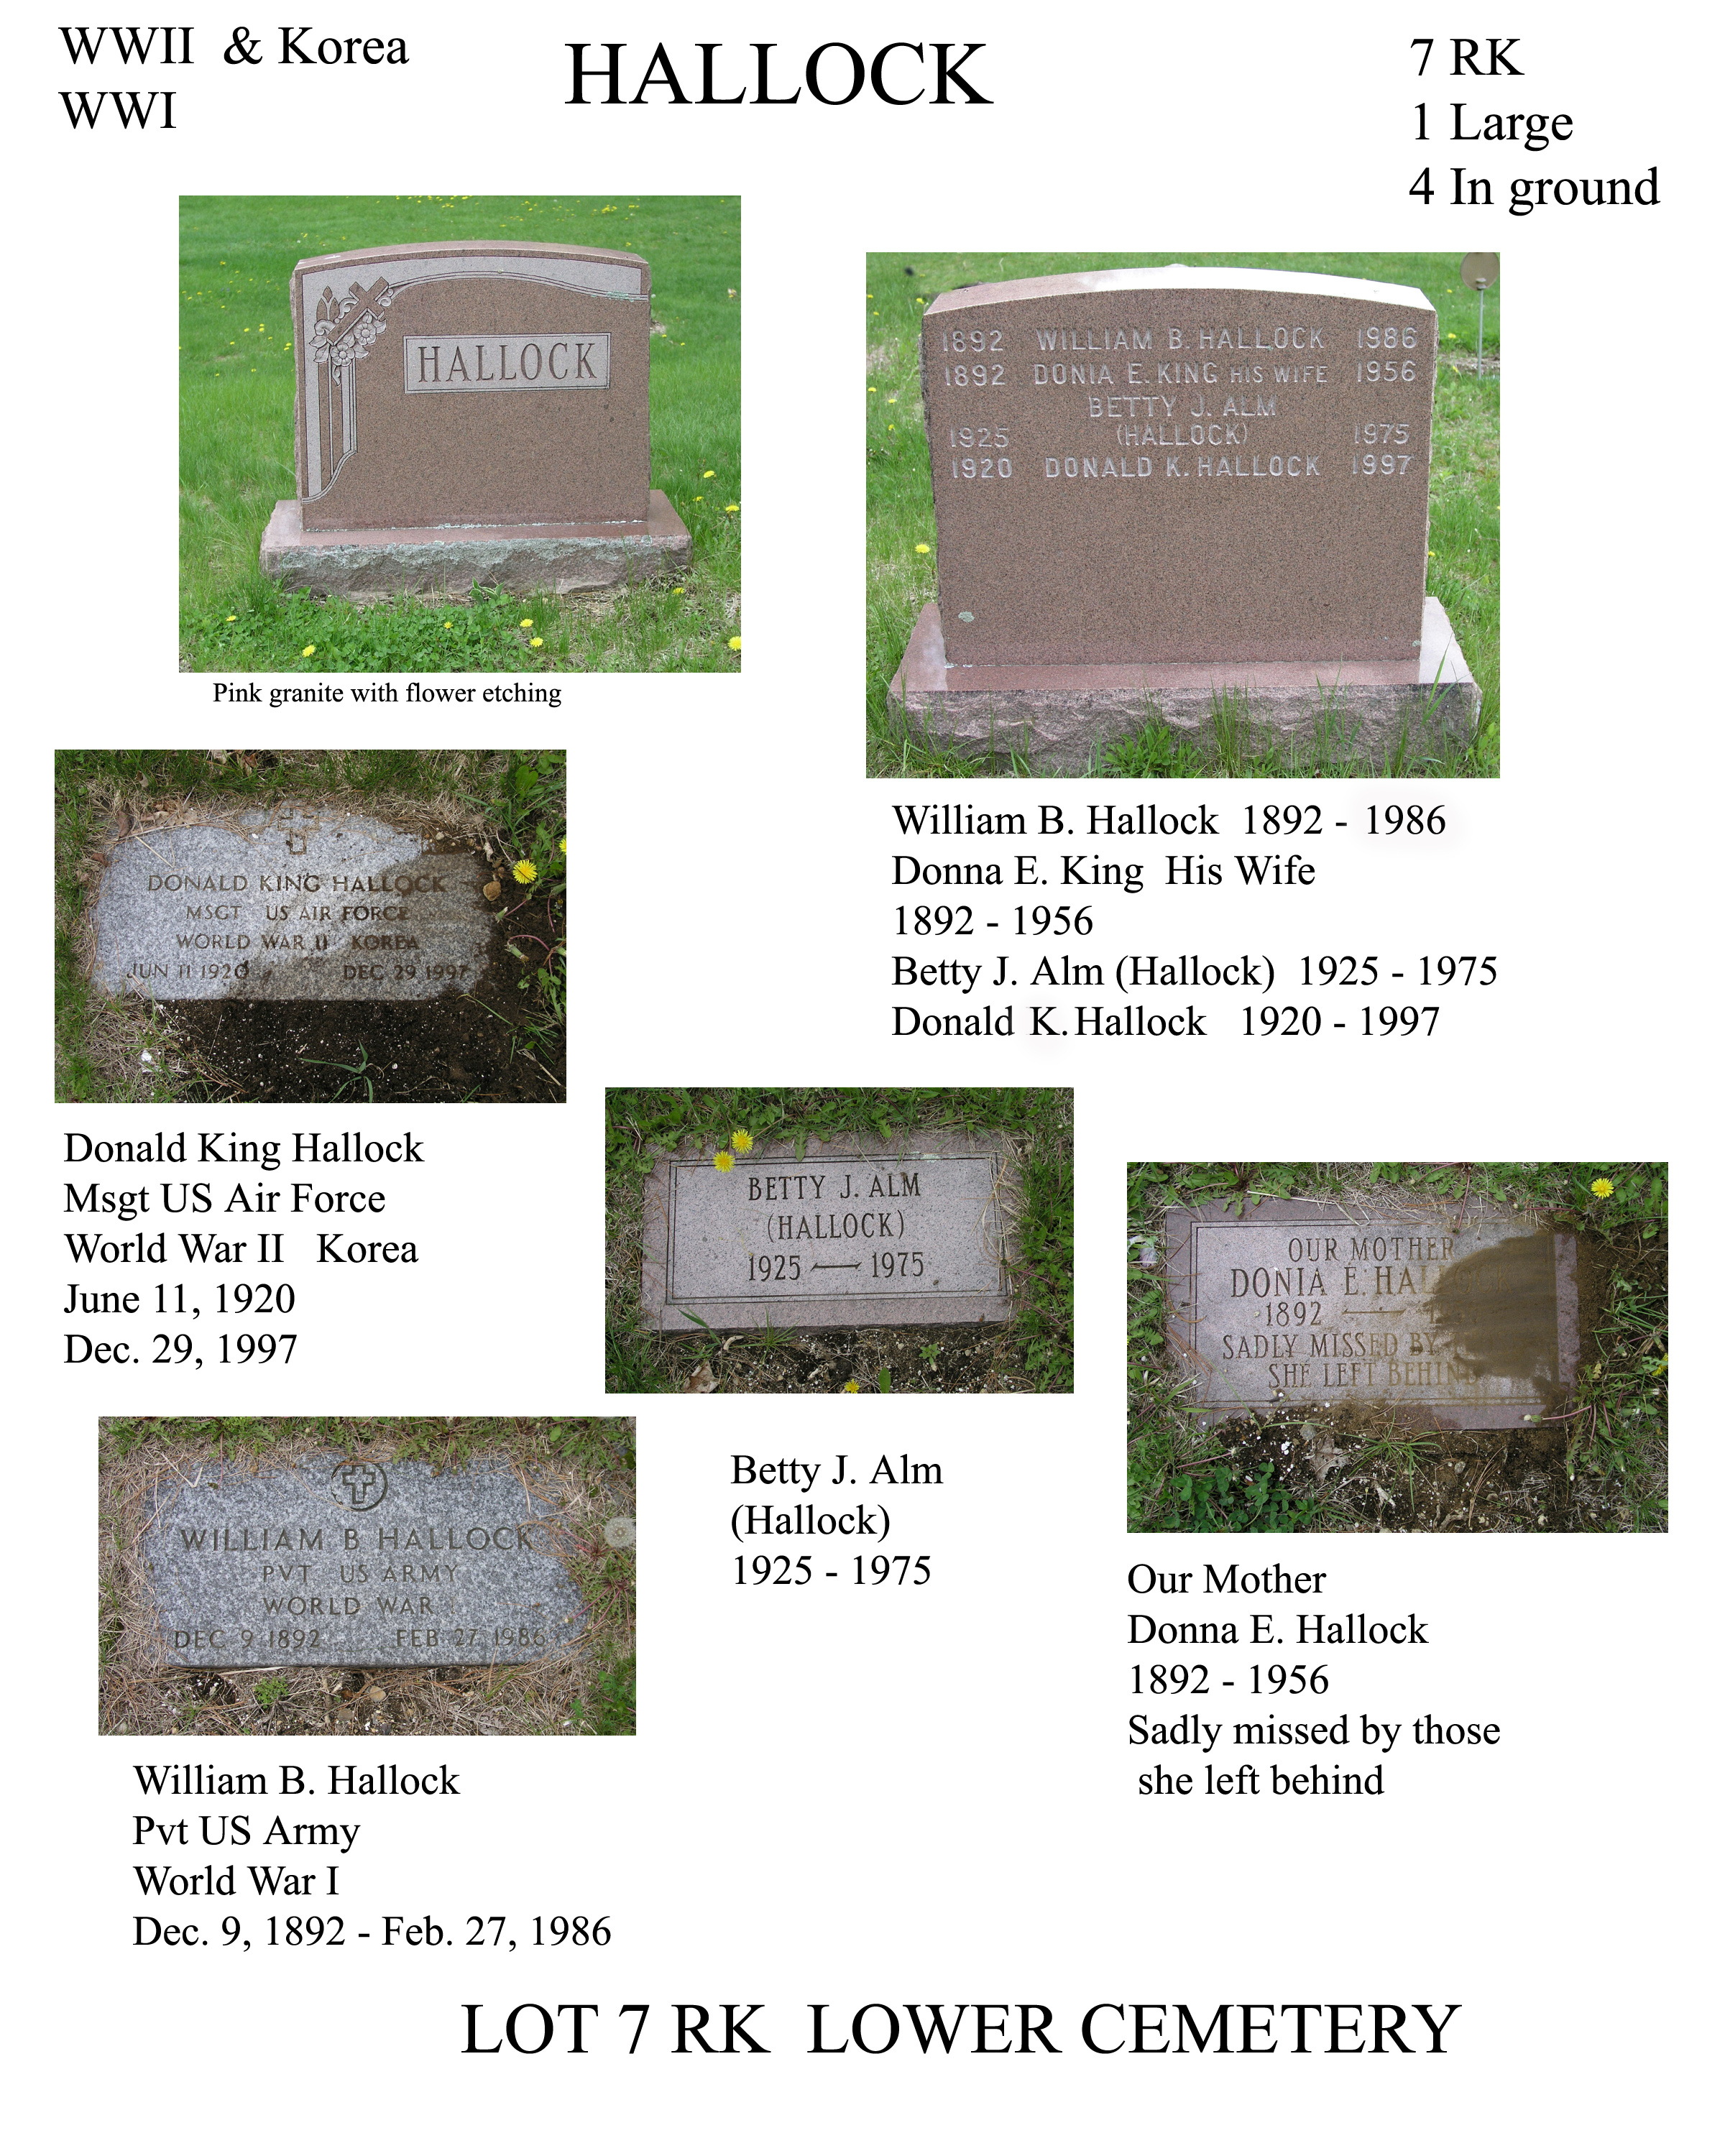 WWII & Korea
WWI
HALLOCK
7 RK
1 Large
4 In ground
HALLOCK
Pink granite with flower etching
1892 WILLIAM B. HALLOCK 1986
1892 DONIA E. KING HIS WIFE 1956
BETTY J. ALM
1925 (HALLOCK) 1975
1920 DONALD K. HALLOCK 1997
William B. Hallock 1892 - 1986
Donna E. King His Wife
1892 - 1956
Betty J. Alm (Hallock) 1925 - 1975
Donald K. Hallock 1920 - 1997
DONALD KING HALLOCK
MSGT US AIR FORCE
WORLD WAR II KOREA
JUN 11 1920 DEC 29 1997
Donald King Hallock
Msgt US Air Force
World War II Korea
June 11, 1920
Dec. 29, 1997
BETTY J. ALM
(HALLOCK)
1925 — 1975
Betty J. Alm
(Hallock)
1925 - 1975
OUR MOTHER
DONIA E.
1892 —
SADLY MISSED BY
SHE LEFT BEHIND
Our Mother
Donna E. Hallock
1892 - 1956
Sadly missed by those
she left behind
WILLIAM B HALLOCK
PVT US ARMY
WORLD WAR I
DEC 9 1892 FEB 27 1986
William B. Hallock
Pvt US Army
World War I
Dec. 9, 1892 - Feb. 27, 1986
LOT 7 RK LOWER CEMETERY